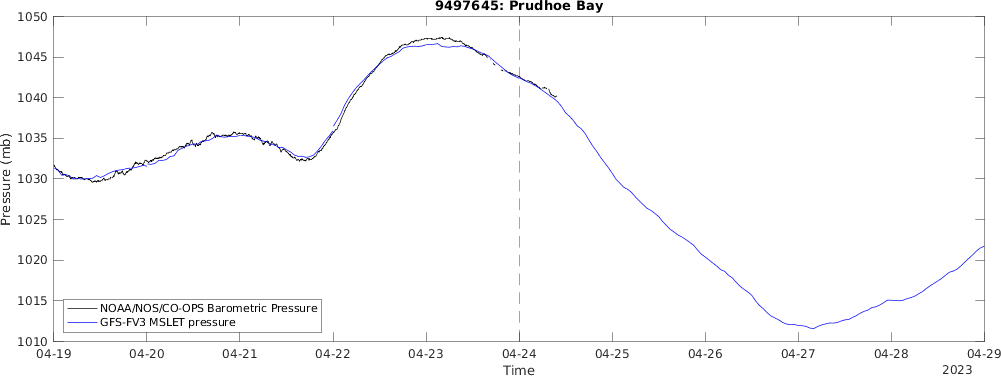 9497645: Prudhoe Bay
Pressure (mb)
1050
1045
1040
1035
1030
1025
1020
1015
1010
NOAA/NOS/CO-OPS Barometric Pressure
GFS-FV3 MSLET pressure
04-19 04-20 04-21 04-22 04-23 04-24 04-25 04-26 04-27 04-28 04-29
Time
2023